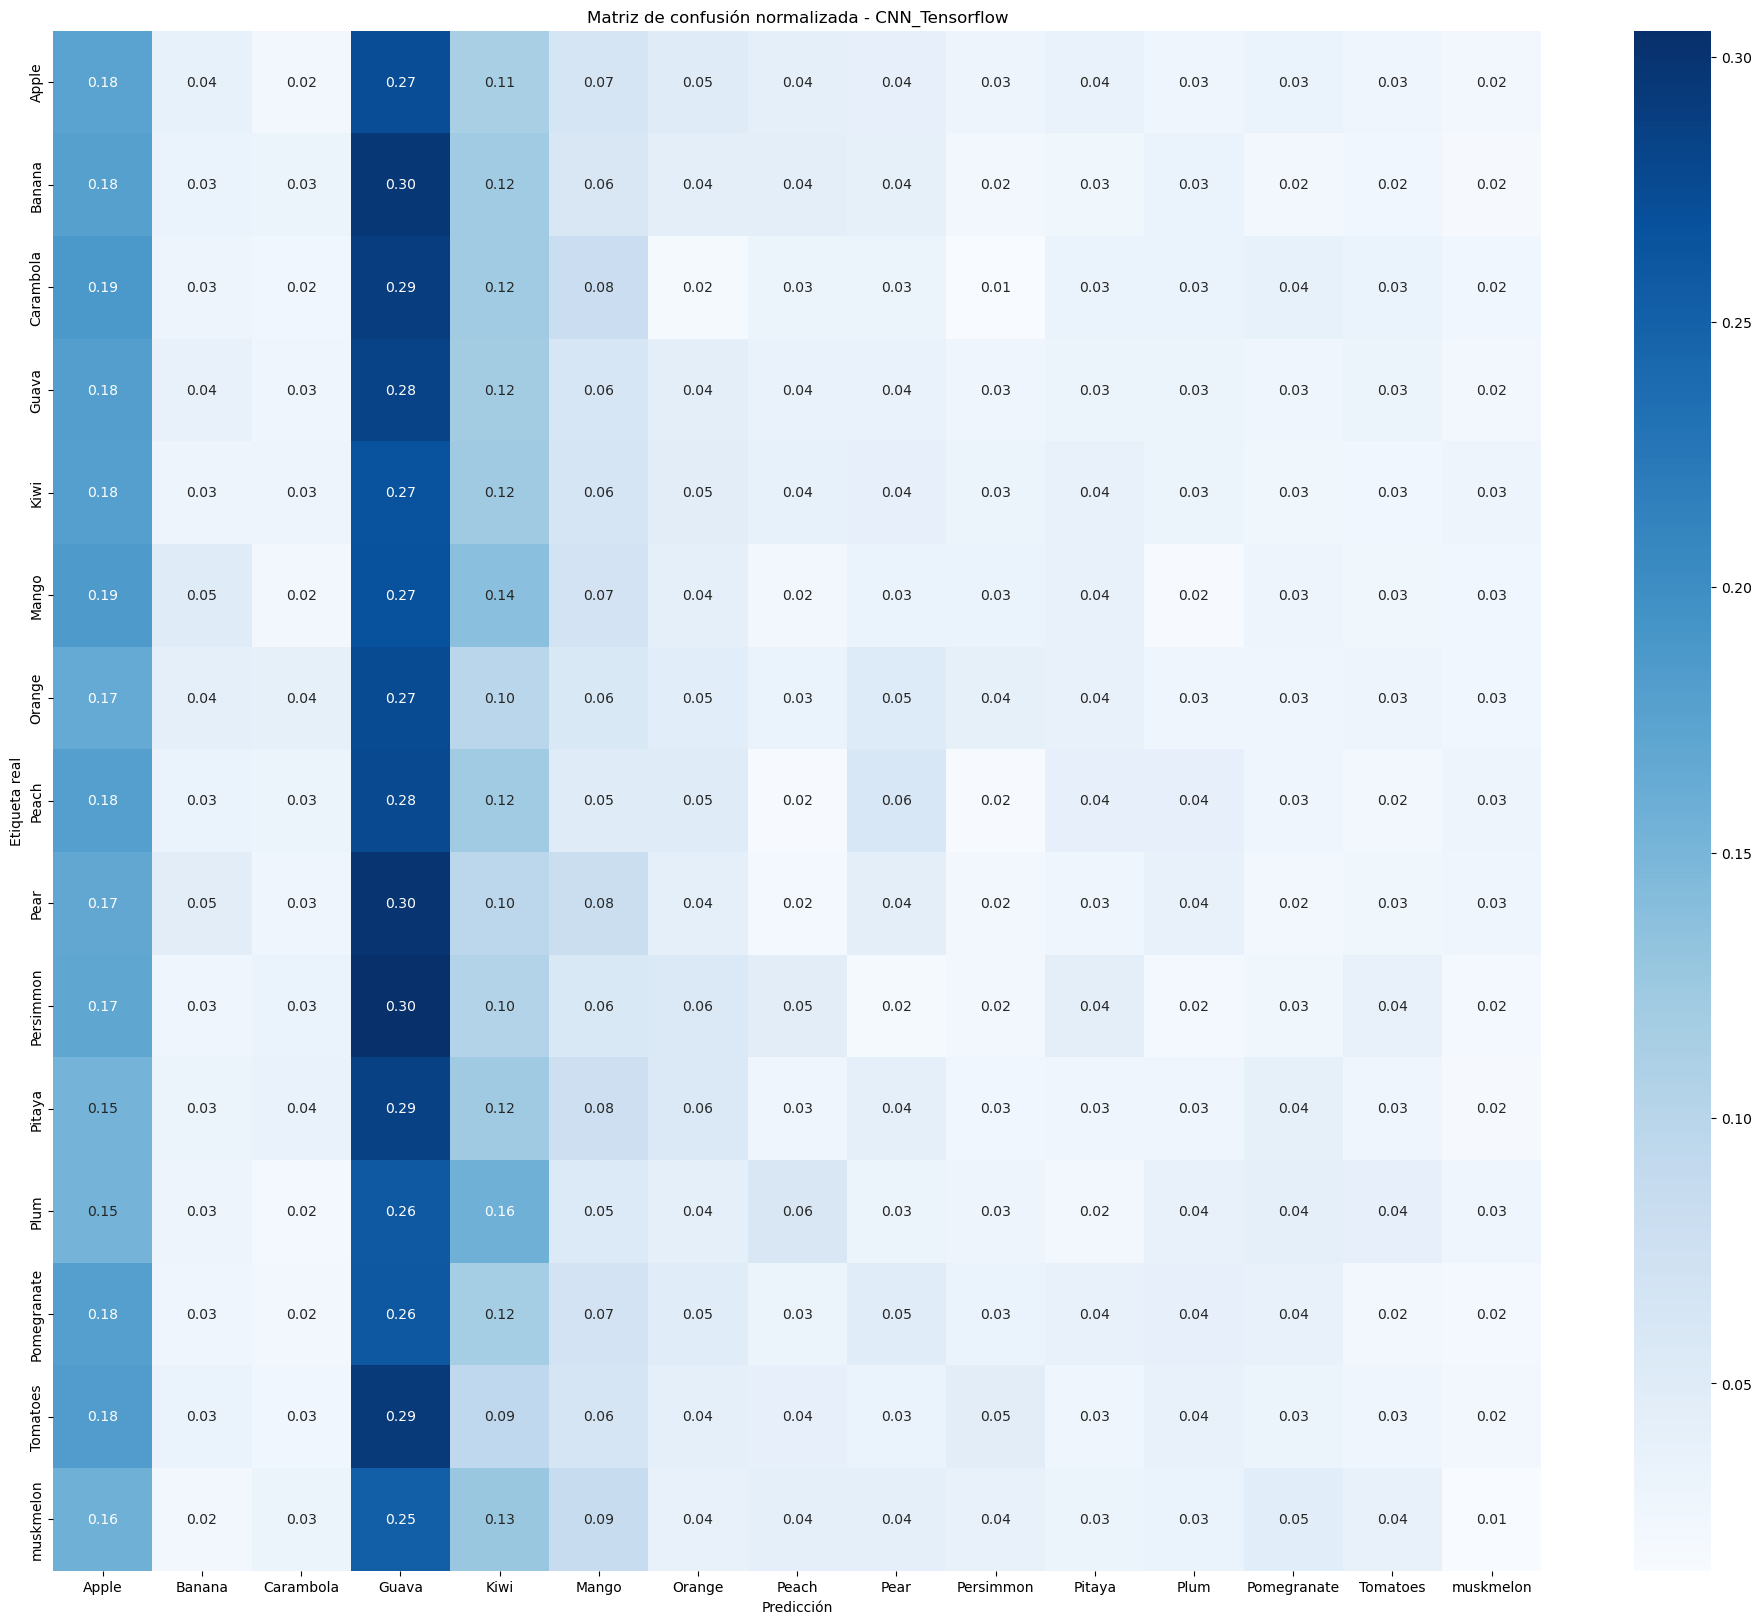 Matriz de confusión normalizada - CNN_Tensorflow
Etiqueta real
Apple 0.18 0.04 0.02 0.27 0.11 0.07 0.05 0.04 0.04 0.03 0.04 0.03 0.03 0.03 0.02
Banana 0.18 0.03 0.03 0.30 0.12 0.06 0.04 0.04 0.04 0.02 0.03 0.03 0.02 0.02 0.02
Carambola 0.19 0.03 0.02 0.29 0.12 0.08 0.02 0.03 0.03 0.01 0.03 0.03 0.04 0.03 0.02
Guava 0.18 0.04 0.03 0.28 0.12 0.06 0.04 0.04 0.04 0.03 0.03 0.03 0.03 0.03 0.02
Kiwi 0.18 0.03 0.03 0.27 0.12 0.06 0.05 0.04 0.04 0.03 0.04 0.03 0.03 0.03 0.03
Mango 0.19 0.05 0.02 0.27 0.14 0.07 0.04 0.02 0.03 0.03 0.04 0.02 0.03 0.03 0.03
Orange 0.17 0.04 0.04 0.27 0.10 0.06 0.05 0.03 0.05 0.04 0.04 0.03 0.03 0.03 0.03
Peach 0.18 0.03 0.03 0.28 0.12 0.05 0.05 0.02 0.06 0.02 0.04 0.04 0.03 0.02 0.03
Pear 0.17 0.05 0.03 0.30 0.10 0.08 0.04 0.02 0.04 0.02 0.03 0.04 0.02 0.03 0.03
Persimmon 0.17 0.03 0.03 0.30 0.10 0.06 0.06 0.05 0.02 0.02 0.04 0.02 0.03 0.04 0.02
Pitaya 0.15 0.03 0.04 0.29 0.12 0.08 0.06 0.03 0.04 0.03 0.03 0.03 0.04 0.03 0.02
Plum 0.15 0.03 0.02 0.26 0.16 0.05 0.04 0.06 0.03 0.03 0.02 0.04 0.04 0.04 0.03
Pomegranate 0.18 0.03 0.02 0.26 0.12 0.07 0.05 0.03 0.05 0.03 0.04 0.04 0.04 0.02 0.02
Tomatoes 0.18 0.03 0.03 0.29 0.09 0.06 0.04 0.04 0.03 0.05 0.03 0.04 0.03 0.03 0.02
muskmelon 0.16 0.02 0.03 0.25 0.13 0.09 0.04 0.04 0.04 0.04 0.03 0.03 0.05 0.04 0.01
Apple Banana Carambola Guava Kiwi Mango Orange Peach Pear Persimmon Pitaya Plum Pomegranate Tomatoes muskmelon
Predicción
0.30
0.25
0.20
0.15
0.10
0.05